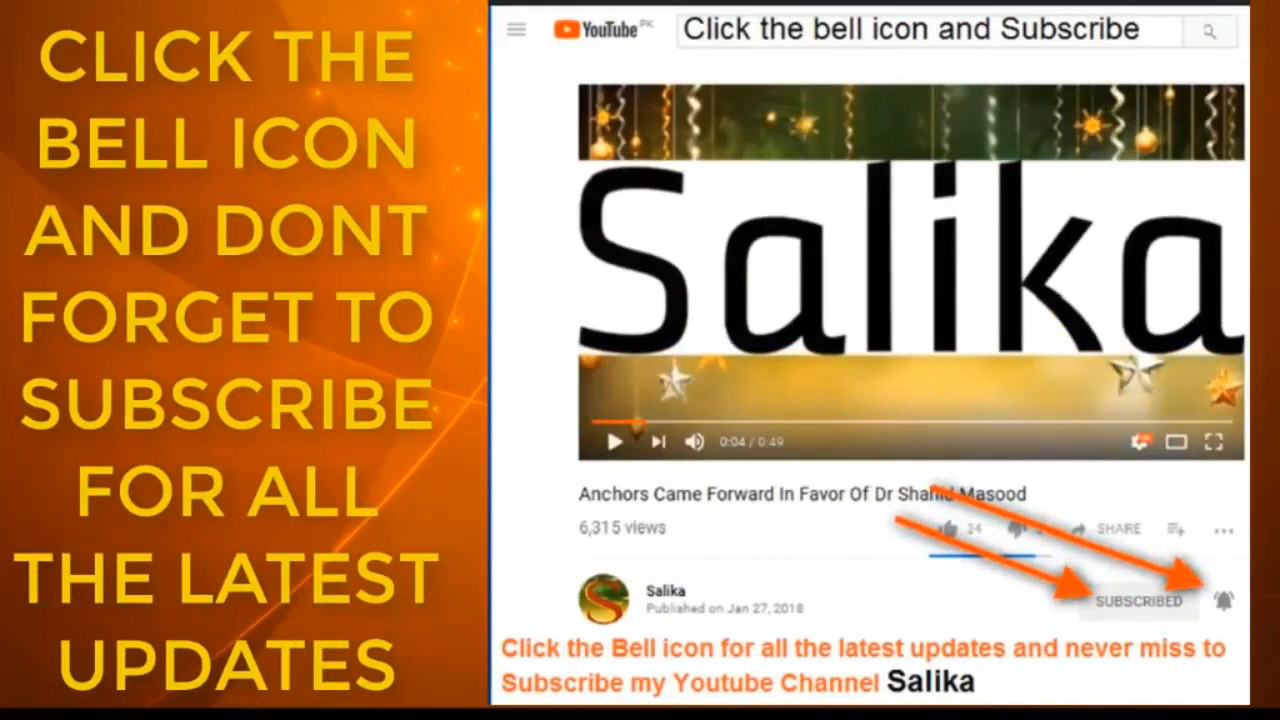 CLICK THE
BELL ICON
AND DONT
FORGET TO
SUBSCRIBE
FOR ALL
THE LATEST
UPDATES
YouTube PK
Click the bell icon and Subscribe
Salika
0:04 / 0:49
Anchors Came Forward In Favor Of Dr Shahid Masood
6,315 views
34
SHARE
Salika
Published on Jan 27, 2018
SUBSCRIBED
Click the Bell icon for all the latest updates and never miss to
Subscribe my Youtube Channel Salika